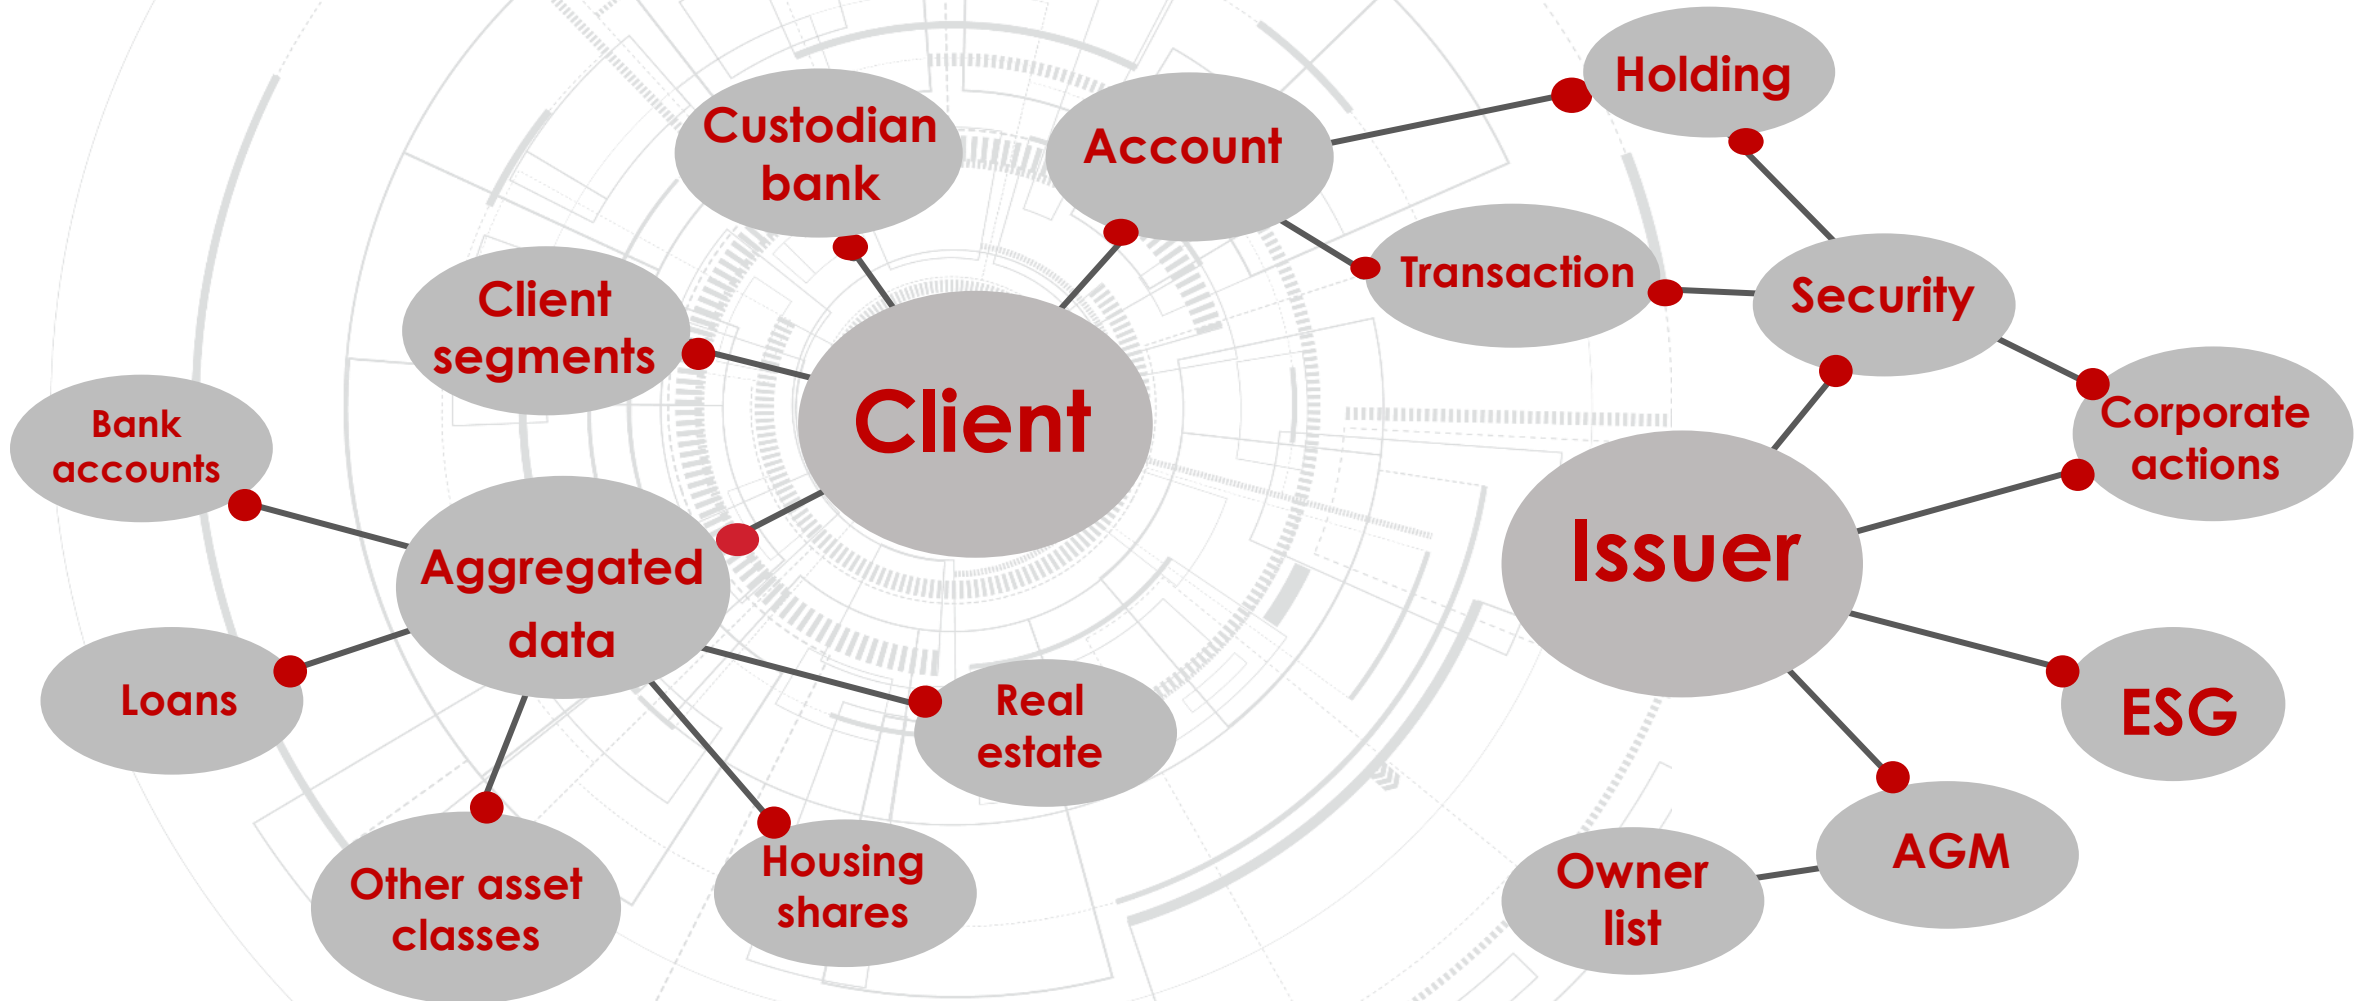 Holding
Custodian
bank
Account
Client
segments
Transaction
Security
Bank
accounts
Client
Corporate
actions
Aggregated
data
Issuer
Loans
Real
estate
ESG
Other asset
classes
Housing
shares
Owner
list
AGM